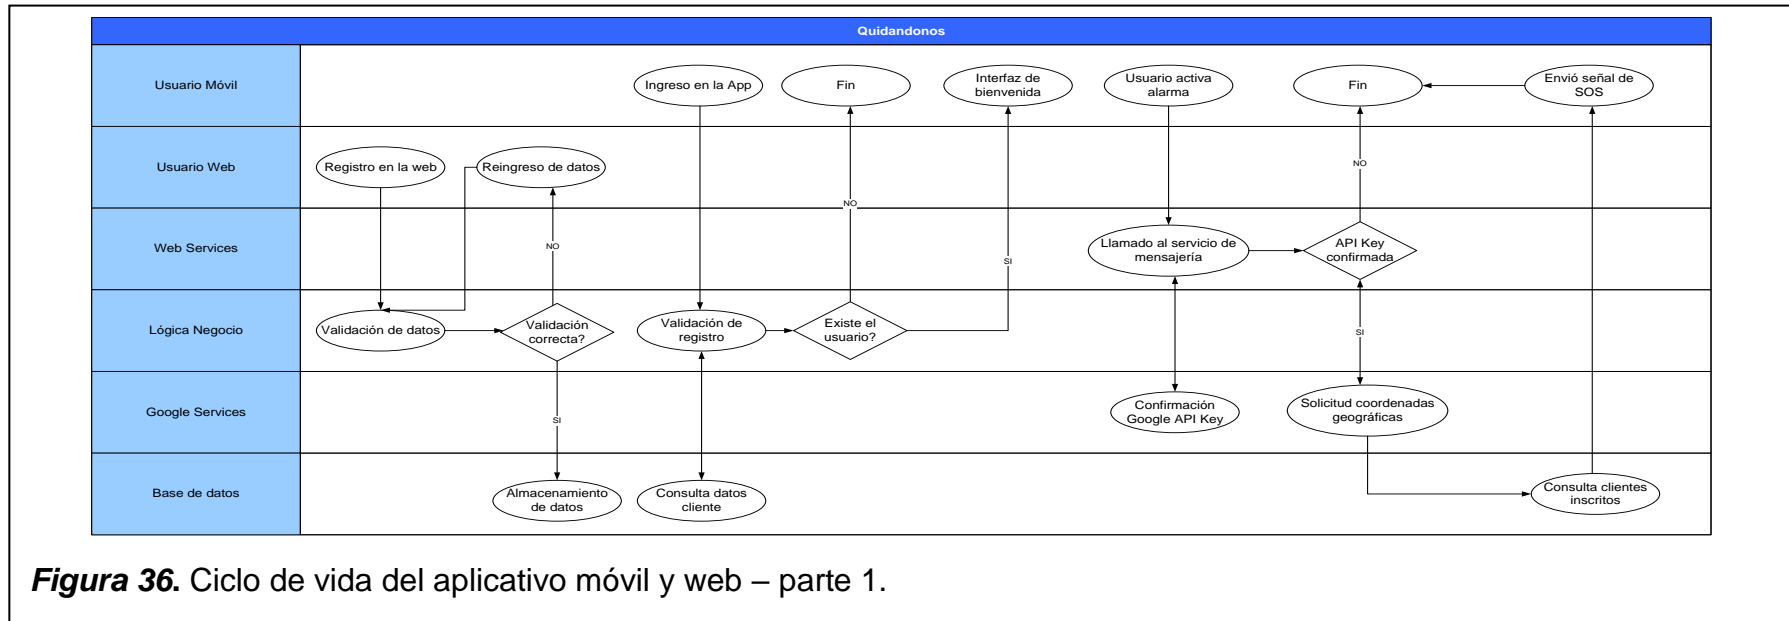 Quidandonos
Usuario Móvil
Ingreso en la App
Fin
Interfaz de
bienvenida
Usuario activa
alarma
Fin
Envió señal de
SOS
Usuario Web
Registro en la web
Reingreso de datos
NO
NO
Web Services
NO
SI
Llamado al servicio de
mensajería
API Key
confirmada
Lógica Negocio
Validación de datos
Validación
correcta?
Validación de
registro
Existe el
usuario?
SI
Google Services
SI
Confirmación
Google API Key
Solicitud coordenadas
geográficas
Base de datos
Almacenamiento
de datos
Consulta datos
cliente
Consulta clientes
inscritos
Figura 36. Ciclo de vida del aplicativo móvil y web – parte 1.